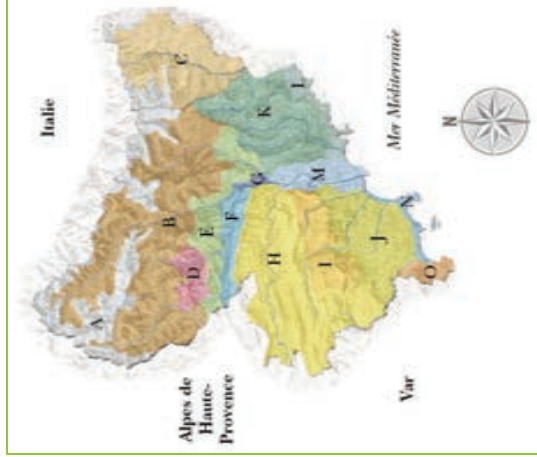 Italie
C
A
B
K
L
D
E
G
F
Alpes de
Haute-
Provence
H
M
Mer Méditerranée
I
J
N
O
Var
N